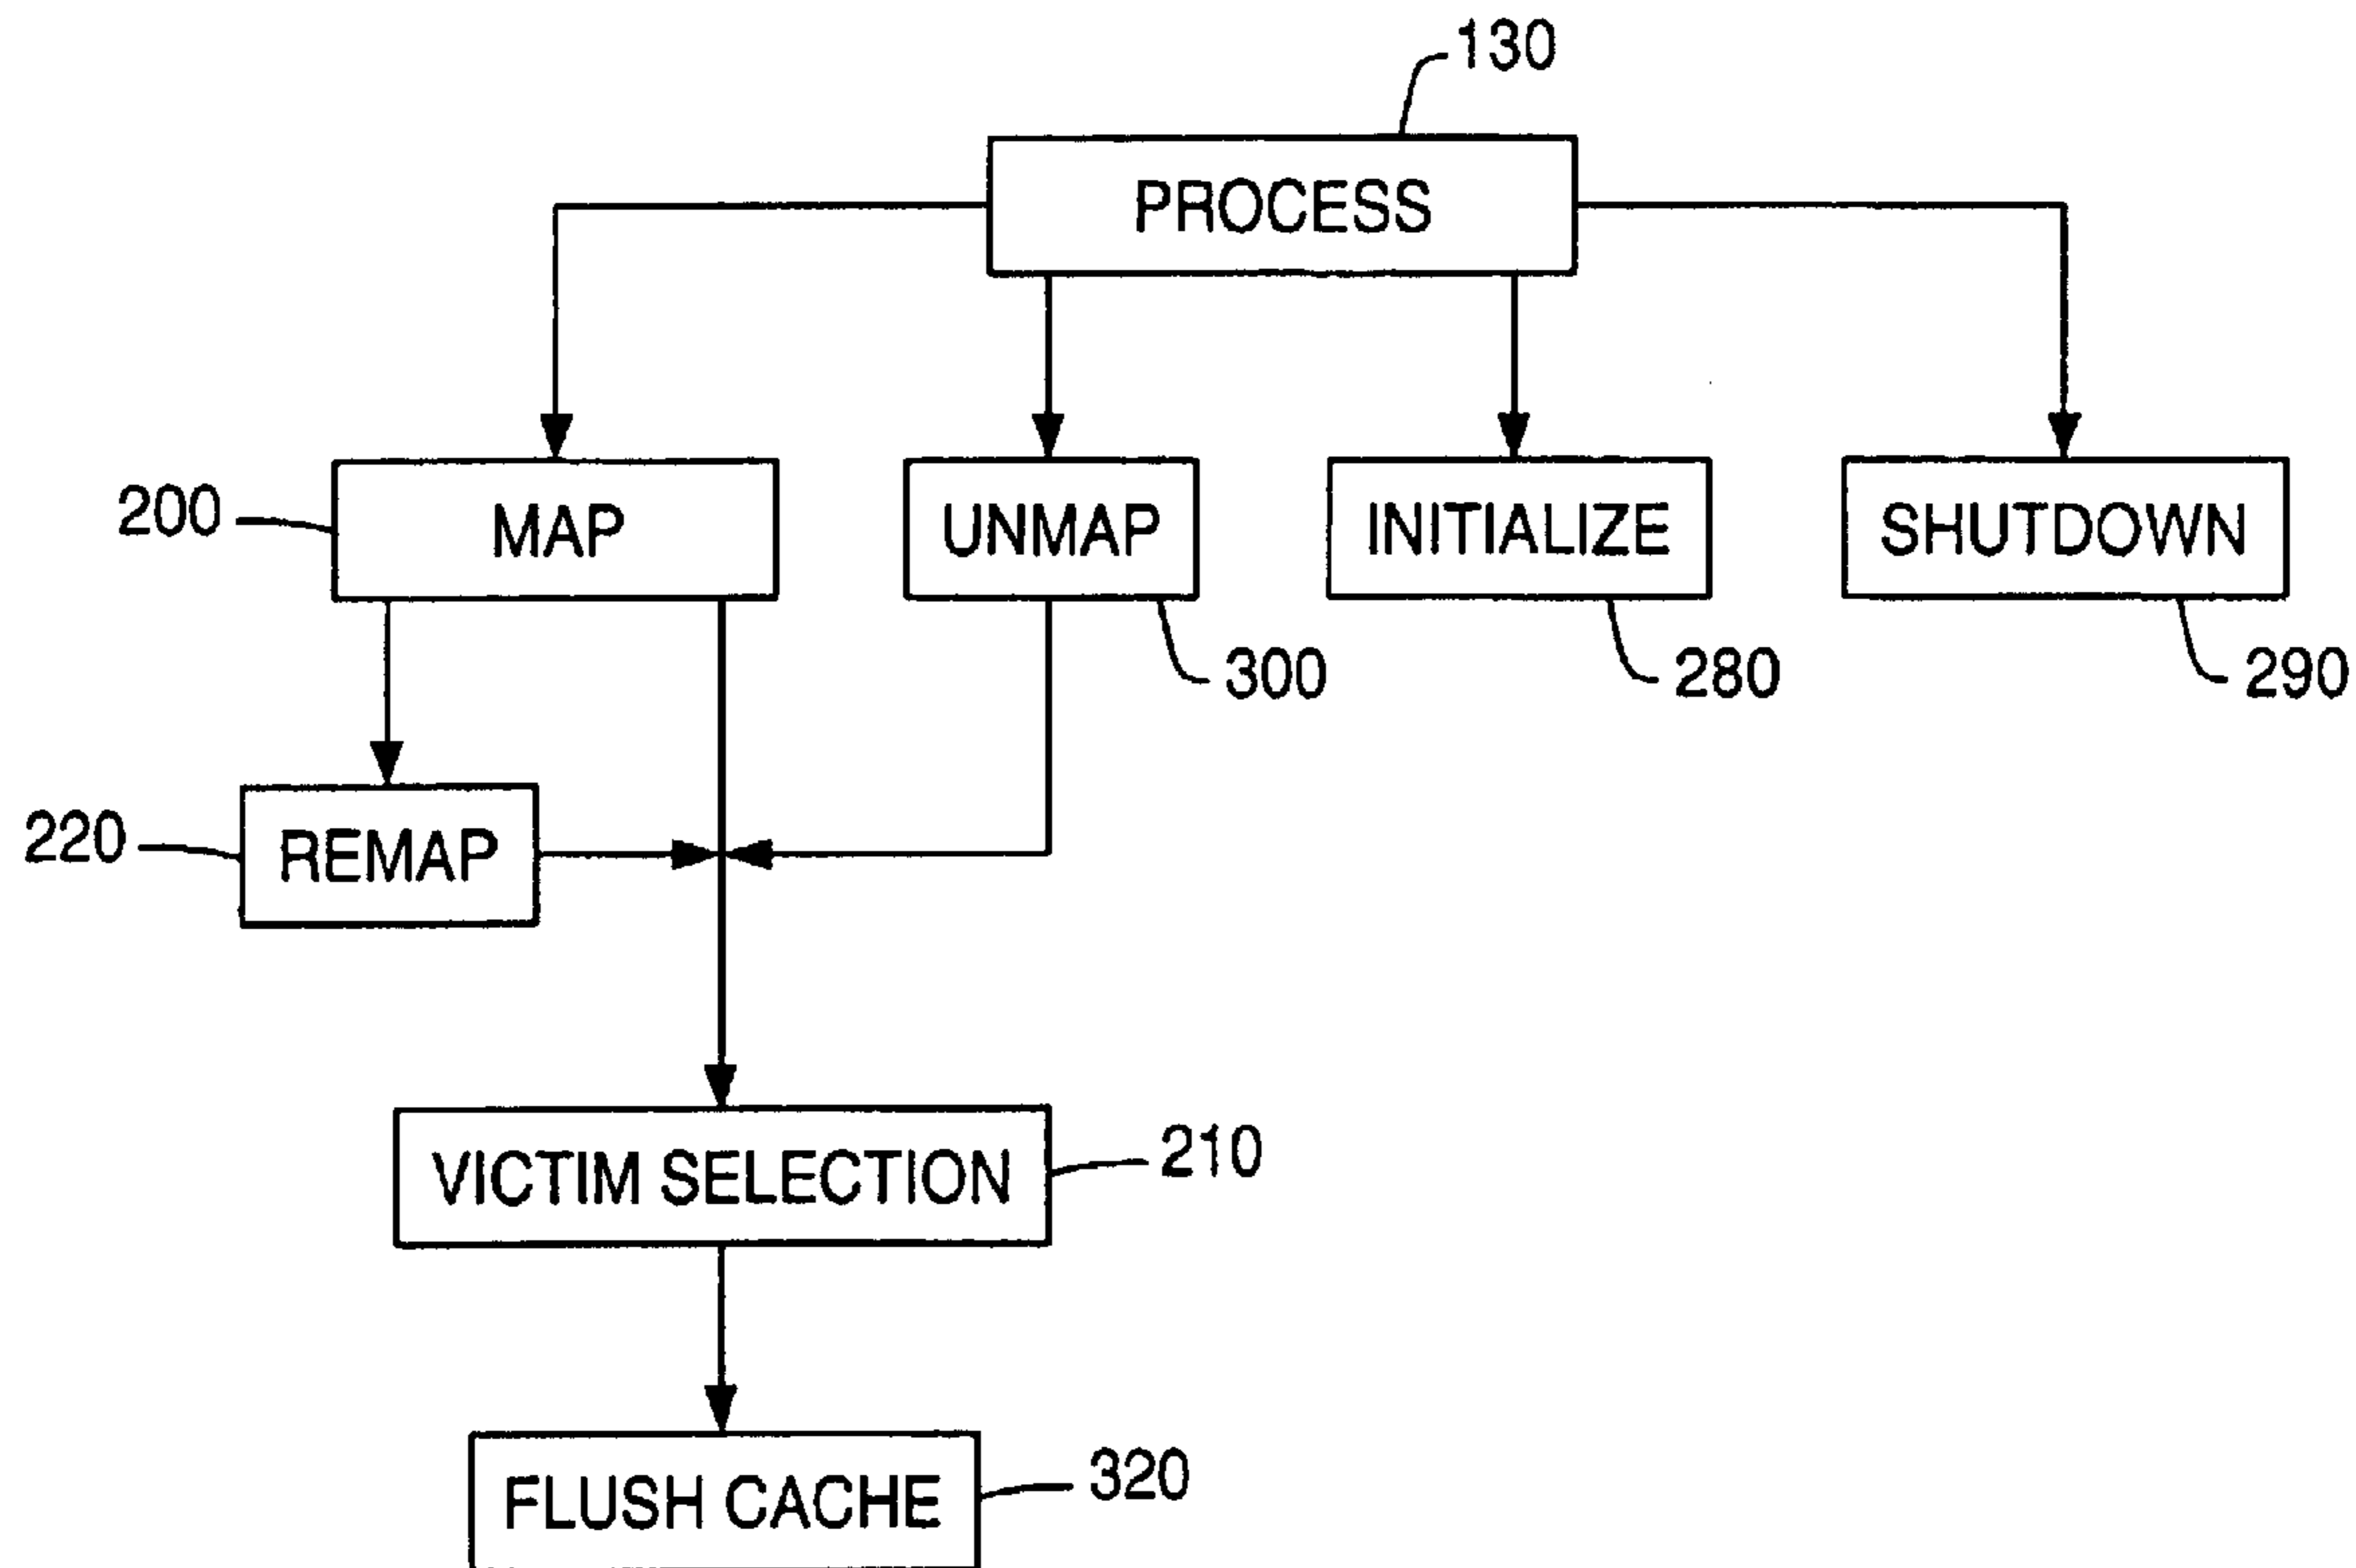 130
PROCESS
200
MAP
UNMAP
INITIALIZE
SHUTDOWN
300
280
290
220
REMAP
VICTIM SELECTION
210
FLUSH CACHE
320